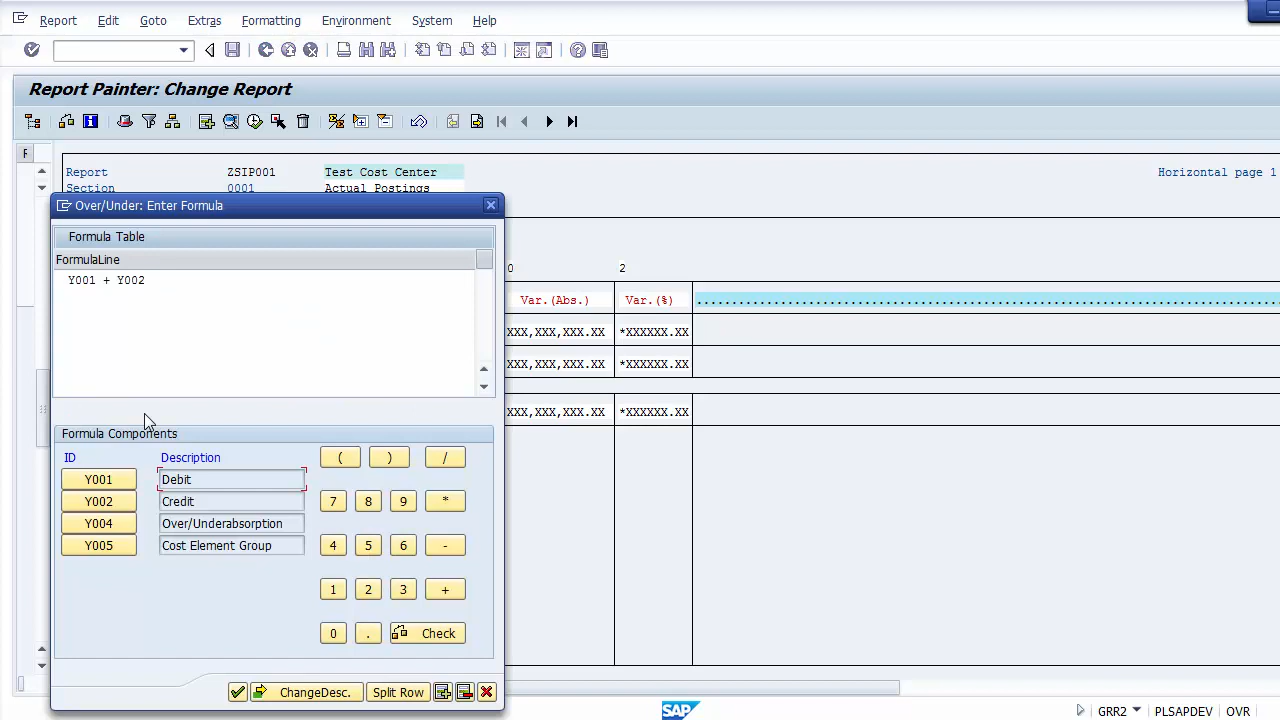 Report Edit Goto Extras Formatting Environment System Help
Report Painter: Change Report
F
Report ZSIP001 Test Cost Center Horizontal page 1
Section 0001 Actual Postings
Over/Under: Enter Formula
Formula Table
FormulaLine
Y001 + Y002
0 2
Var.(Abs.) Var.(%)
XXX,XXX,XXX.XX *XXXXXX.XX
XXX,XXX,XXX.XX *XXXXXX.XX
XXX,XXX,XXX.XX *XXXXXX.XX
Formula Components
ID Description ( ) /
Y001 Debit
Y002 Credit 7 8 9 *
Y004 Over/Underabsorption
Y005 Cost Element Group 4 5 6 -
1 2 3 +
0 . Check
ChangeDesc. Split Row
SAP GRR2 PLSAPDEV OVR